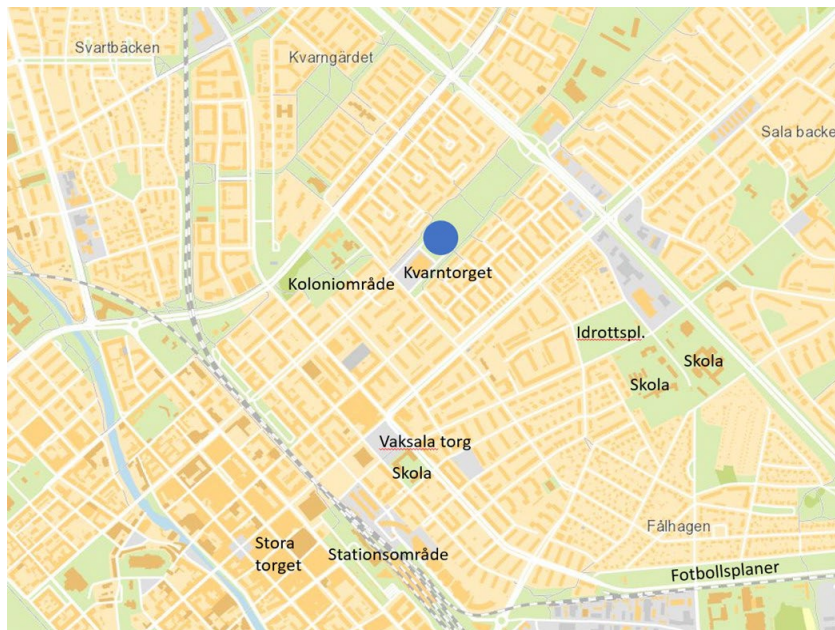 Svartbäcken
Kvarngärdet
Sala backe
Kvarntorget
Koloniområde
Idrottspl.
Skola
Skola
Vaksala torg
Skola
Fålhagen
Stora
torget
Stationsområde
Fotbollsplaner